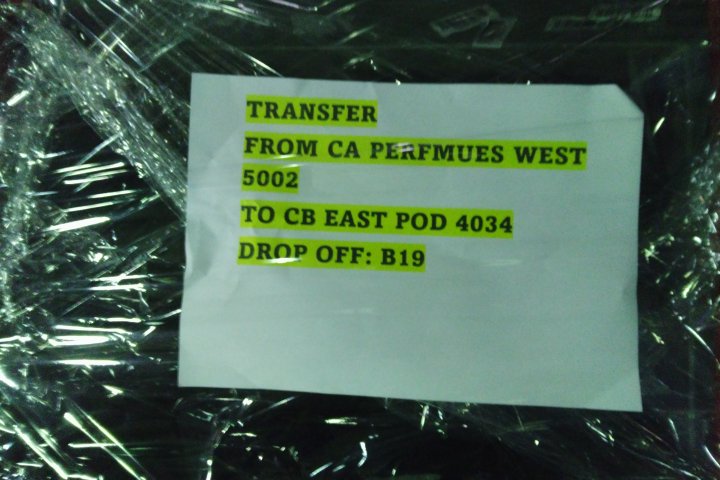 TRANSFER
FROM CA PERFMUES WEST
5002
TO CB EAST POD 4034
DROP OFF: B19